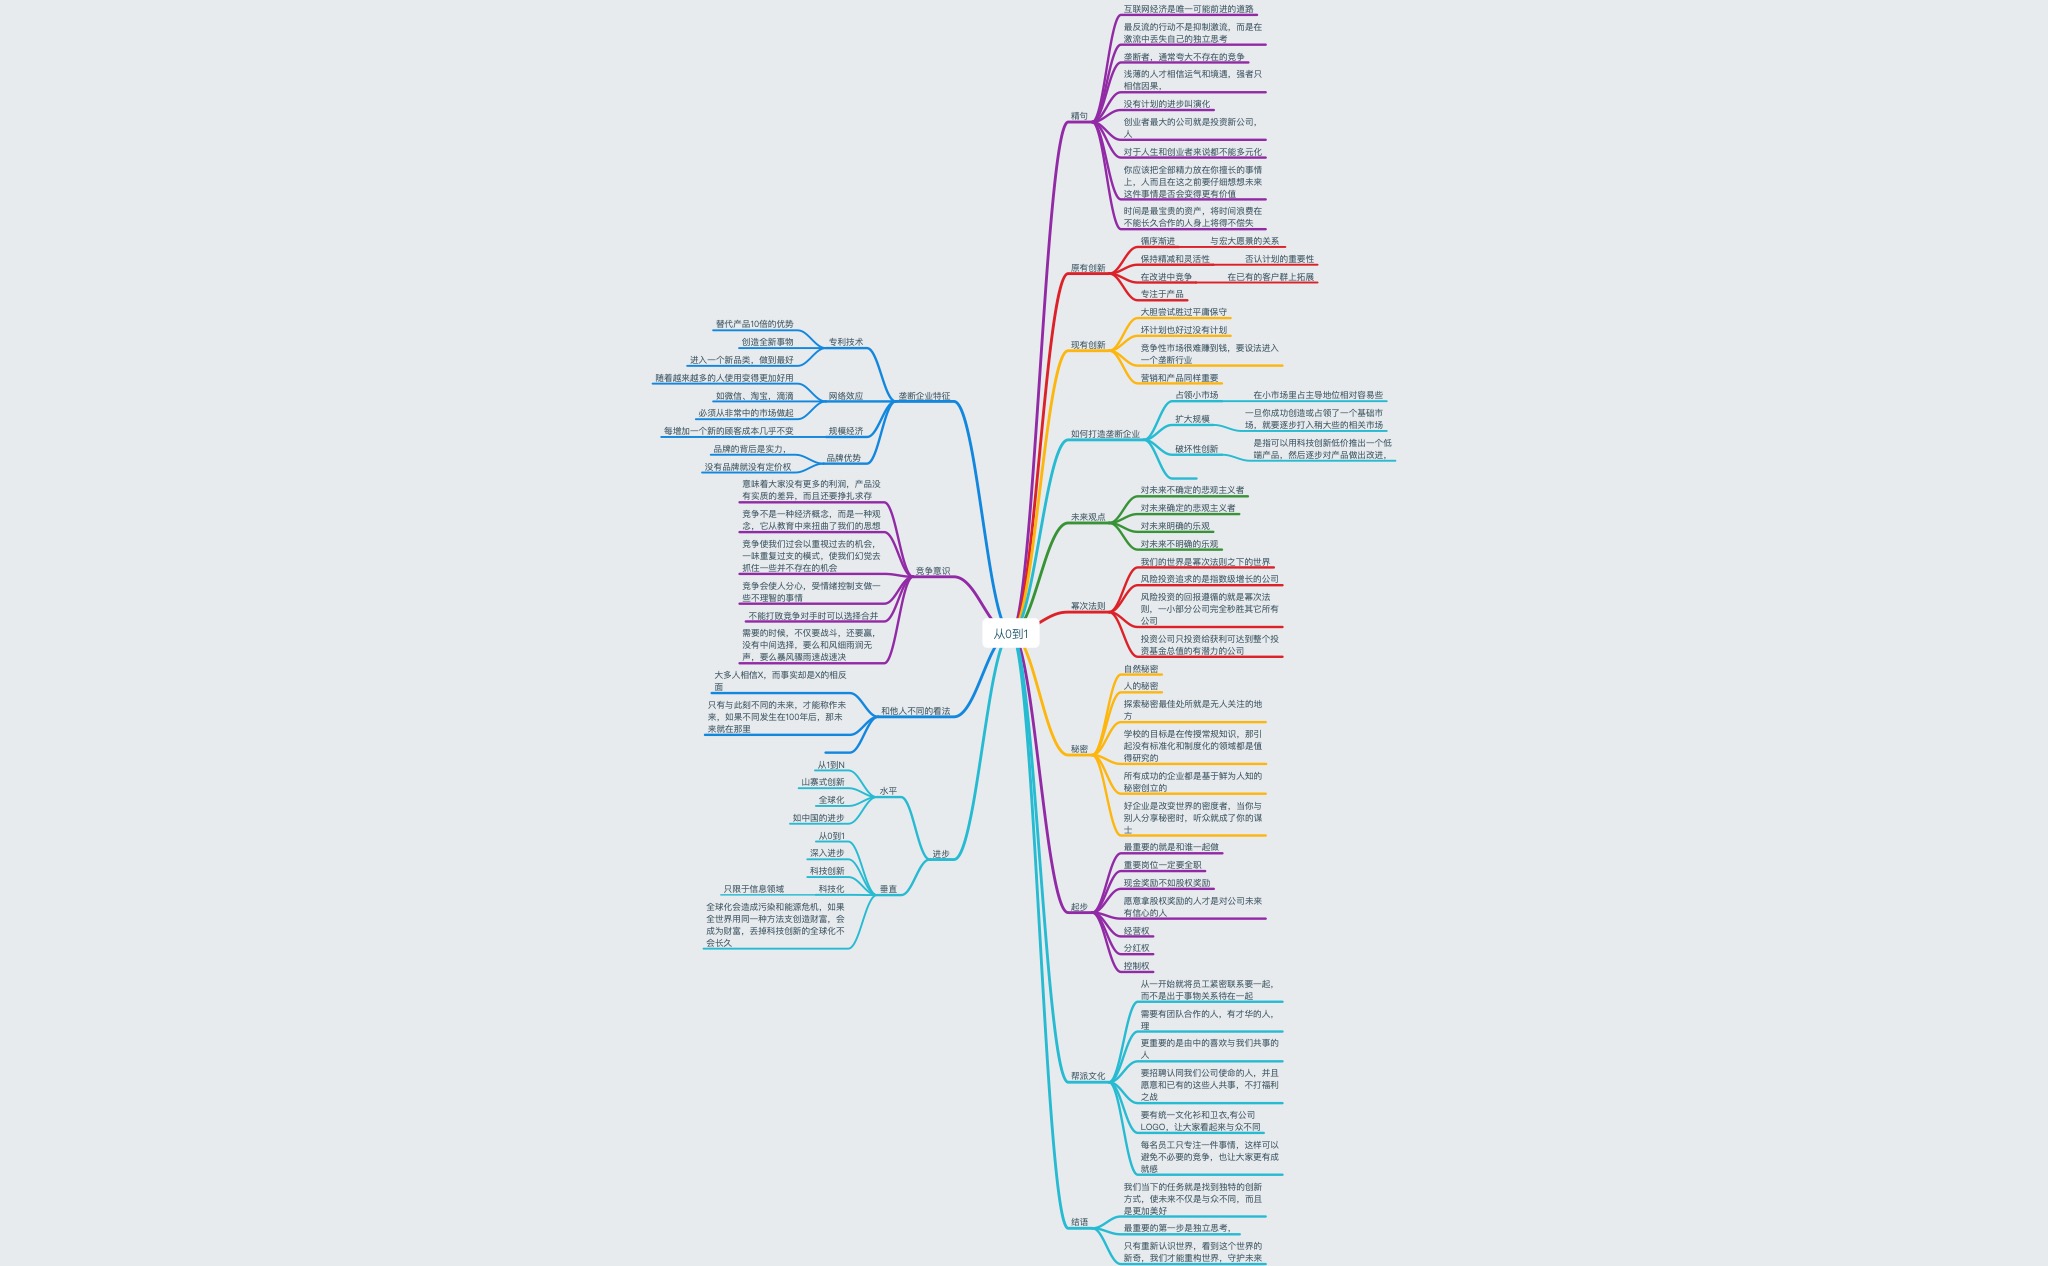 从0到1
精句
互联网经济是唯一可能前进的道路
最反流的行动不是抑制激流，而是在
激流中丢失自己的独立思考
垄断者，通常夸大不存在的竞争
浅薄的人才相信运气和境遇，强者只
相信因果，
没有计划的进步叫演化
创业者最大的公司就是投资新公司，
人
对于人生和创业者来说都不能多元化
你应该把全部精力放在你擅长的事情
上，人而且在这之前要仔细想想未来
这件事情是否会变得更有价值
时间是最宝贵的资产，将时间浪费在
不能长久合作的人身上将得不偿失
原有创新
循序渐进
与宏大愿景的关系
保持精减和灵活性
否认计划的重要性
在改进中竞争
在已有的客户群上拓展
专注于产品
现有创新
大胆尝试胜过平庸保守
坏计划也好过没有计划
竞争性市场很难赚到钱，要设法进入
一个垄断行业
营销和产品同样重要
如何打造垄断企业
占领小市场
在小市场里占主导地位相对容易些
扩大规模
一旦你成功创造或占领了一个基础市
场，就要逐步打入稍大些的相关市场
破坏性创新
是指可以用科技创新低价推出一个低
端产品，然后逐步对产品做出改进，
未来观点
对未来不确定的悲观主义者
对未来确定的悲观主义者
对未来明确的乐观
对未来不明确的乐观
幂次法则
我们的世界是幂次法则之下的世界
风险投资追求的是指数级增长的公司
风险投资的回报遵循的就是幂次法
则，一小部分公司完全秒胜其它所有
公司
投资公司只投资给获利可达到整个投
资基金总值的有潜力的公司
秘密
自然秘密
人的秘密
探索秘密最佳处所就是无人关注的地
方
学校的目标是在传授常规知识，那引
起没有标准化和制度化的领域都是值
得研究的
所有成功的企业都是基于鲜为人知的
秘密创立的
好企业是改变世界的密度者，当你与
别人分享秘密时，听众就成了你的谋
士
起步
最重要的就是和谁一起做
重要岗位一定要全职
现金奖励不如股权奖励
愿意拿股权奖励的人才是对公司未来
有信心的人
经营权
分红权
控制权
帮派文化
从一开始就将员工紧密联系要一起，
而不是出于事物关系待在一起
需要有团队合作的人，有才华的人，
理
更重要的是由中的喜欢与我们共事的
人
要招聘认同我们公司使命的人，并且
愿意和已有的这些人共事，不打福利
之战
要有统一文化衫和卫衣,有公司
LOGO，让大家看起来与众不同
每名员工只专注一件事情，这样可以
避免不必要的竞争，也让大家更有成
就感
结语
我们当下的任务就是找到独特的创新
方式，使未来不仅是与众不同，而且
是更加美好
最重要的第一步是独立思考，
只有重新认识世界，看到这个世界的
新奇，我们才能重构世界，守护未来
垄断企业特征
专利技术
替代产品10倍的优势
创造全新事物
进入一个新品类，做到最好
网络效应
随着越来越多的人使用变得更加好用
如微信、淘宝，滴滴
必须从非常中的市场做起
规模经济
每增加一个新的顾客成本几乎不变
品牌优势
品牌的背后是实力，
没有品牌就没有定价权
竞争意识
意味着大家没有更多的利润，产品没
有实质的差异，而且还要挣扎求存
竞争不是一种经济概念，而是一种观
念，它从教育中来扭曲了我们的思想
竞争使我们过会以重视过去的机会，
一味重复过支的模式，使我们幻觉去
抓住一些并不存在的机会
竞争会使人分心，受情绪控制支做一
些不理智的事情
不能打败竞争对手时可以选择合并
需要的时候，不仅要战斗，还要赢，
没有中间选择，要么和风细雨润无
声，要么暴风骤雨速战速决
和他人不同的看法
大多人相信X，而事实却是X的相反
面
只有与此刻不同的未来，才能称作未
来，如果不同发生在100年后，那未
来就在那里
进步
水平
从1到N
山寨式创新
全球化
如中国的进步
垂直
从0到1
深入进步
科技创新
科技化
只限于信息领域
全球化会造成污染和能源危机，如果
全世界用同一种方法支创造财富，会
成为财富，丢掉科技创新的全球化不
会长久